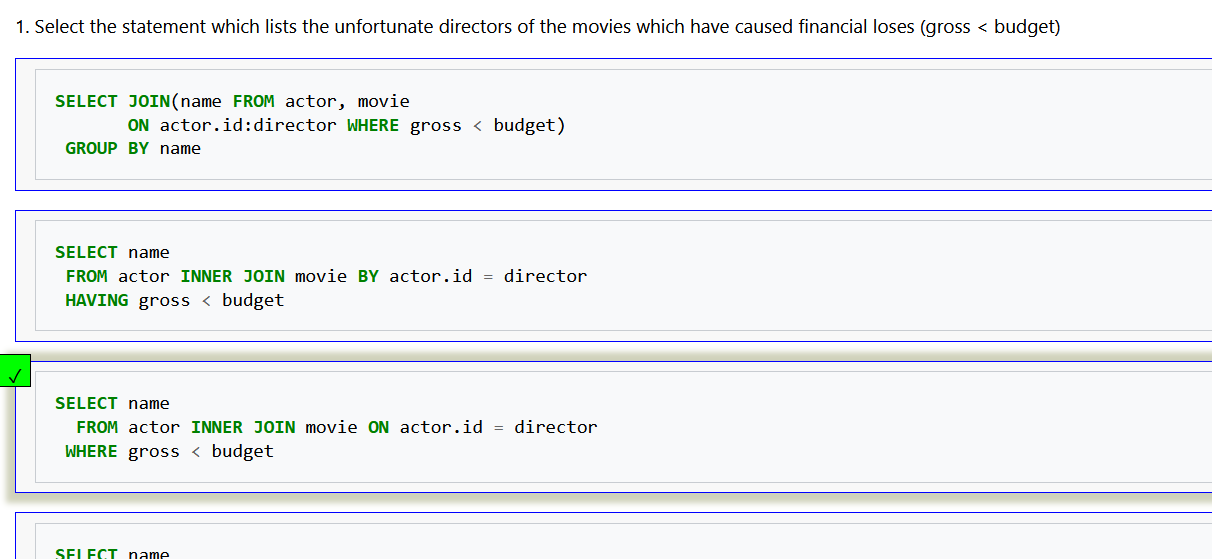 1. Select the statement which lists the unfortunate directors of the movies which have caused financial loses (gross < budget)
SELECT JOIN(name FROM actor, movie
ON actor.id:director WHERE gross < budget)
GROUP BY name
SELECT name
FROM actor INNER JOIN movie BY actor.id = director
HAVING gross < budget
✓
SELECT name
FROM actor INNER JOIN movie ON actor.id = director
WHERE gross < budget
SELECT name